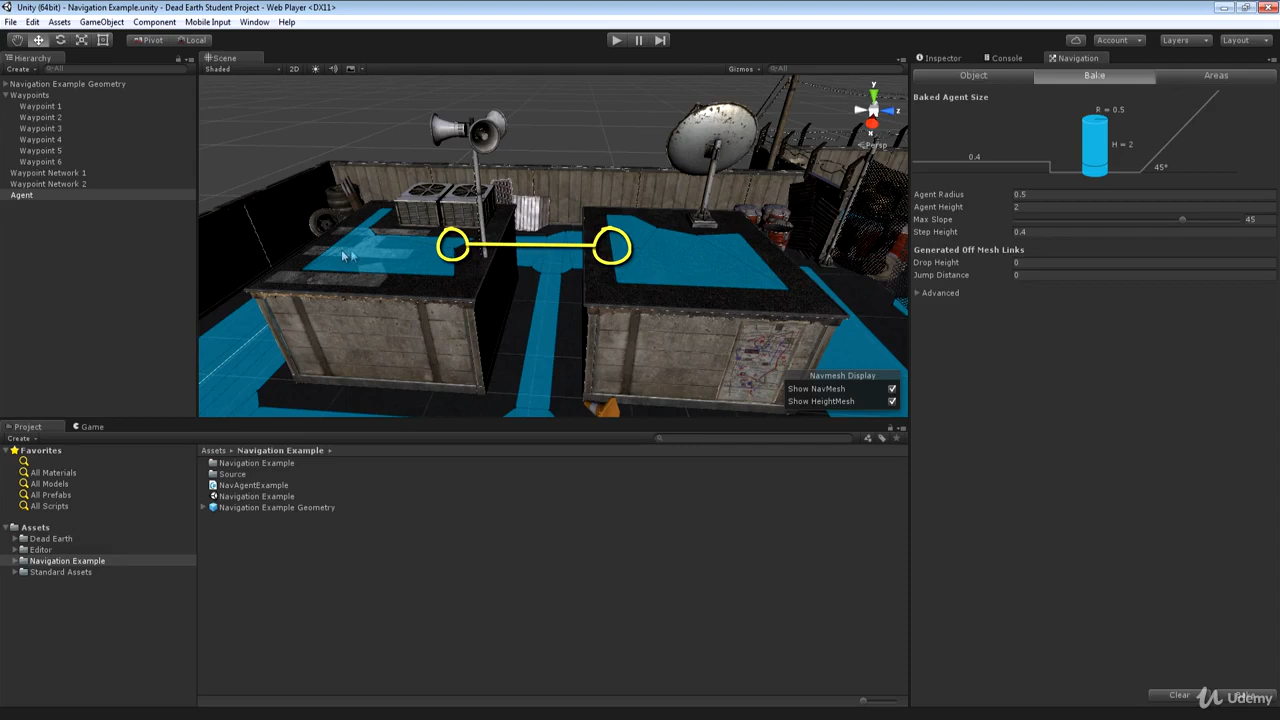 Unity (64bit) - Navigation Example.unity - Dead Earth Student Project - Web Player <DX11>
File Edit Assets GameObject Component Mobile Input Window Help
Pivot Local Account Layers Layout
Hierarchy
Create All
Navigation Example Geometry
Waypoints
Waypoint 1
Waypoint 2
Waypoint 3
Waypoint 4
Waypoint 5
Waypoint 6
Waypoint Network 1
Waypoint Network 2
Agent
Scene
Shaded 2D Gizmos All
y
z
x
Persp
Navmesh Display
Show NavMesh
Show HeightMesh
Inspector Console Navigation
Object Bake Areas
Baked Agent Size
R = 0.5
H = 2
0.4
45°
Agent Radius 0.5
Agent Height 2
Max Slope 45
Step Height 0.4
Generated Off Mesh Links
Drop Height 0
Jump Distance 0
Advanced
Clear
Udemy
Project Game
Create
Favorites
All Materials
All Models
All Prefabs
All Scripts
Assets
Dead Earth
Editor
Navigation Example
Standard Assets
Assets Navigation Example
Navigation Example
Source
NavAgentExample
Navigation Example
Navigation Example Geometry